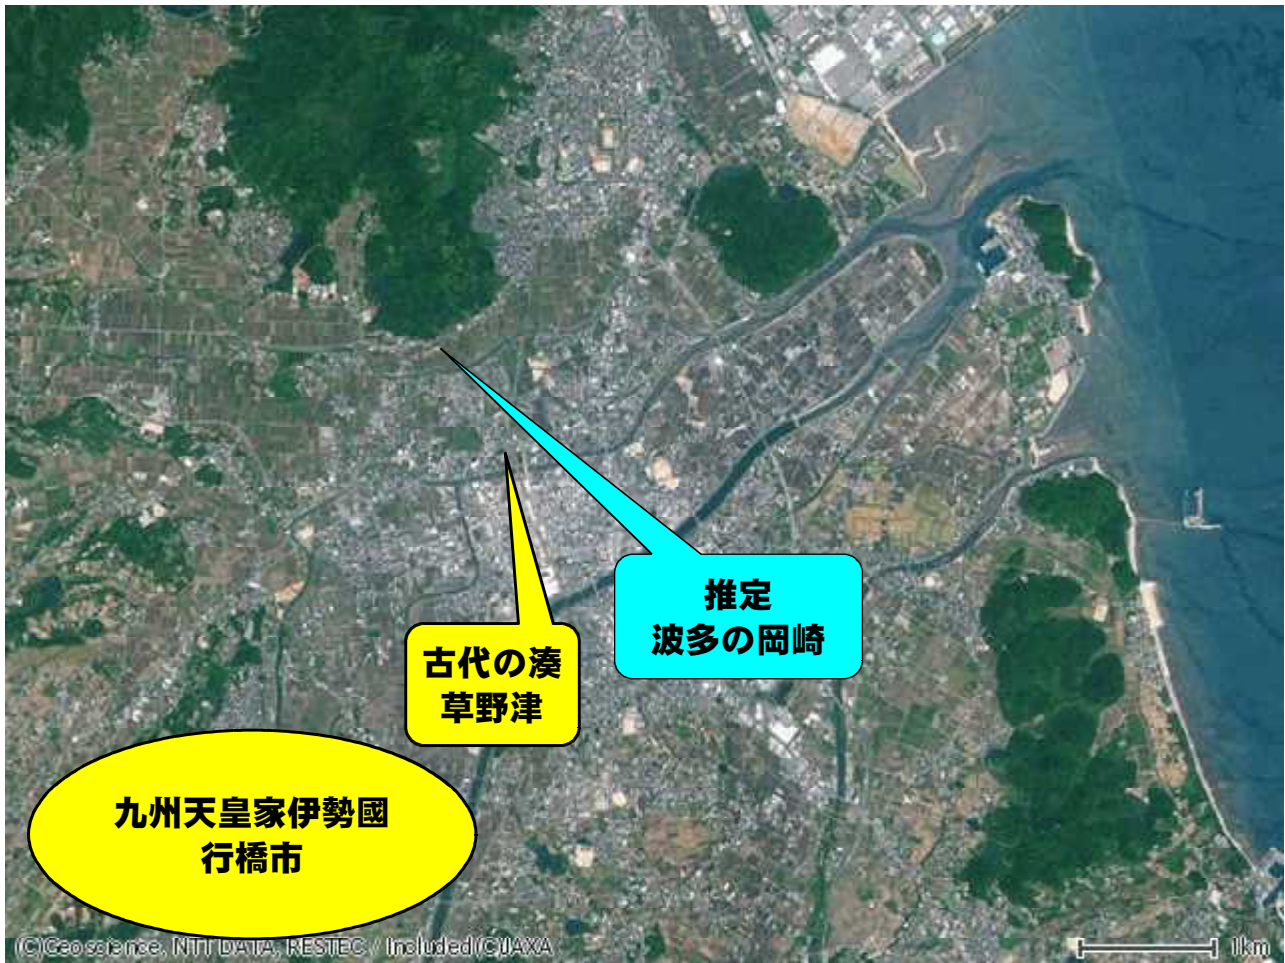 推定
波多の岡崎
古代の湊
草野津
九州天皇家伊勢國
行橋市
(C)Geoscience, NTT DATA, RESTEC / Included (C)JAXA
1km